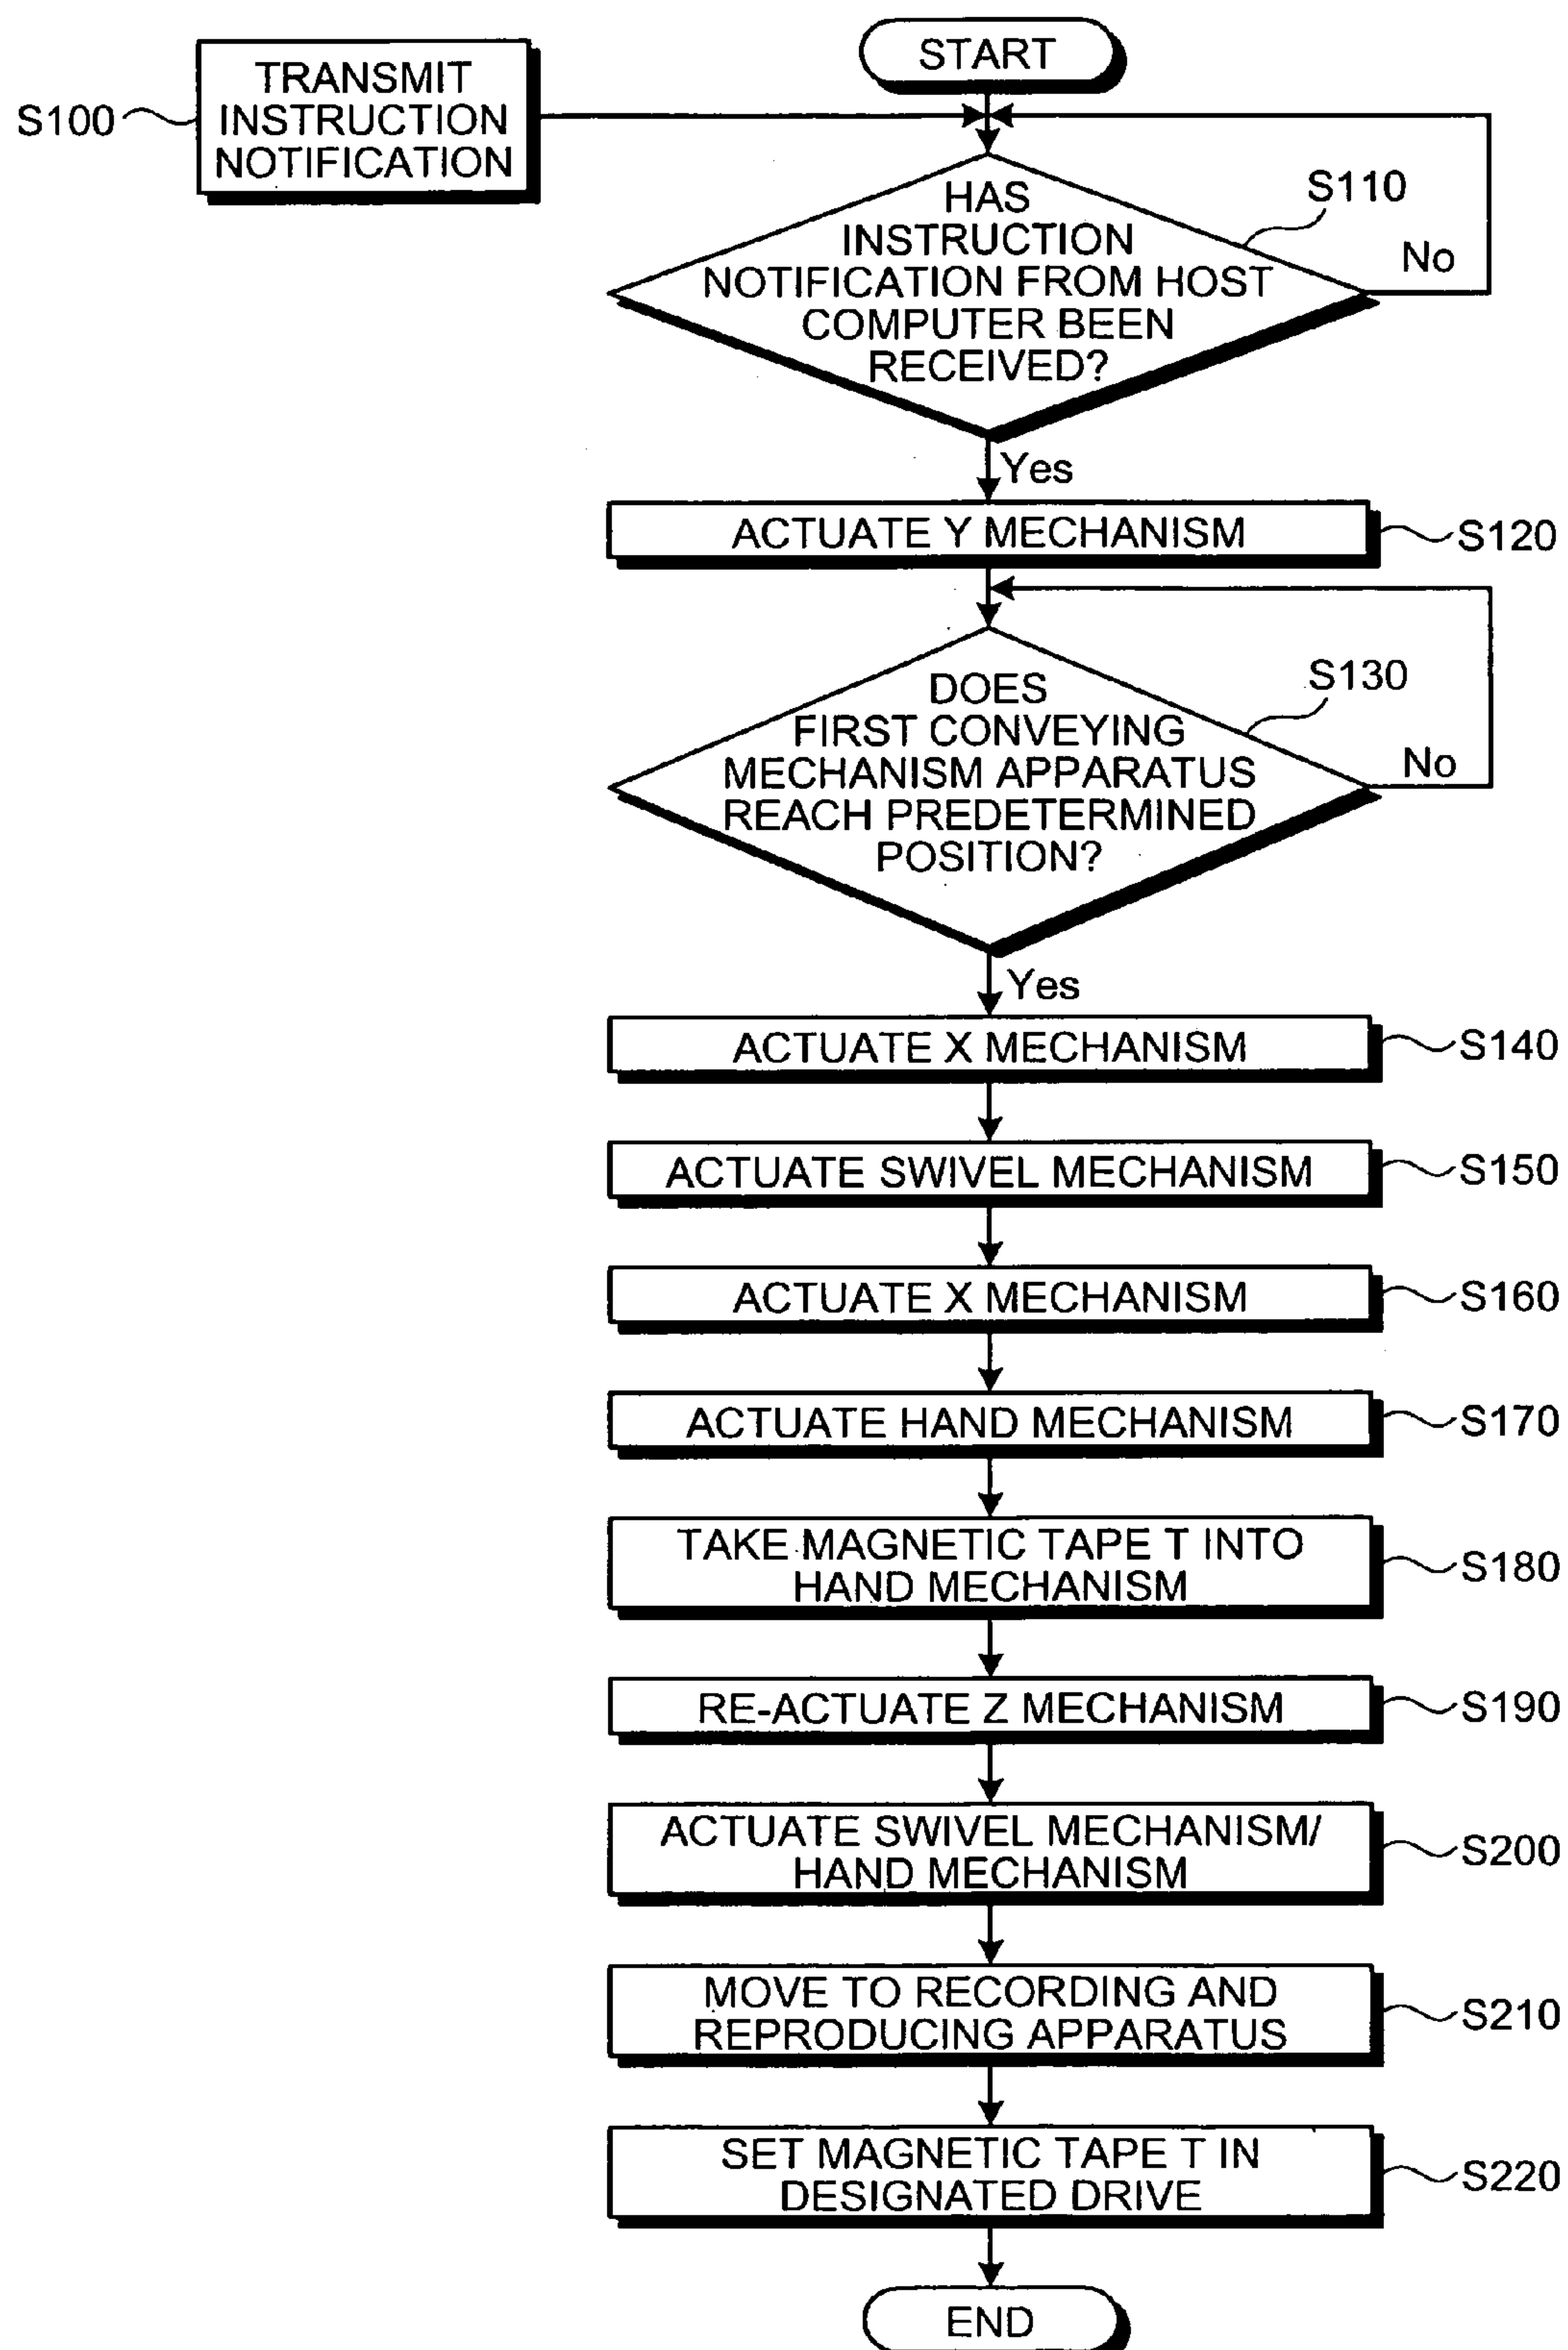 START
TRANSMIT
INSTRUCTION
NOTIFICATION
S100
HAS
INSTRUCTION
NOTIFICATION FROM HOST
COMPUTER BEEN
RECEIVED?
S110
No
Yes
ACTUATE Y MECHANISM
S120
DOES
FIRST CONVEYING
MECHANISM APPARATUS
REACH PREDETERMINED
POSITION?
S130
No
Yes
ACTUATE X MECHANISM
S140
ACTUATE SWIVEL MECHANISM
S150
ACTUATE X MECHANISM
S160
ACTUATE HAND MECHANISM
S170
TAKE MAGNETIC TAPE T INTO
HAND MECHANISM
S180
RE-ACTUATE Z MECHANISM
S190
ACTUATE SWIVEL MECHANISM/
HAND MECHANISM
S200
MOVE TO RECORDING AND
REPRODUCING APPARATUS
S210
SET MAGNETIC TAPE T IN
DESIGNATED DRIVE
S220
END